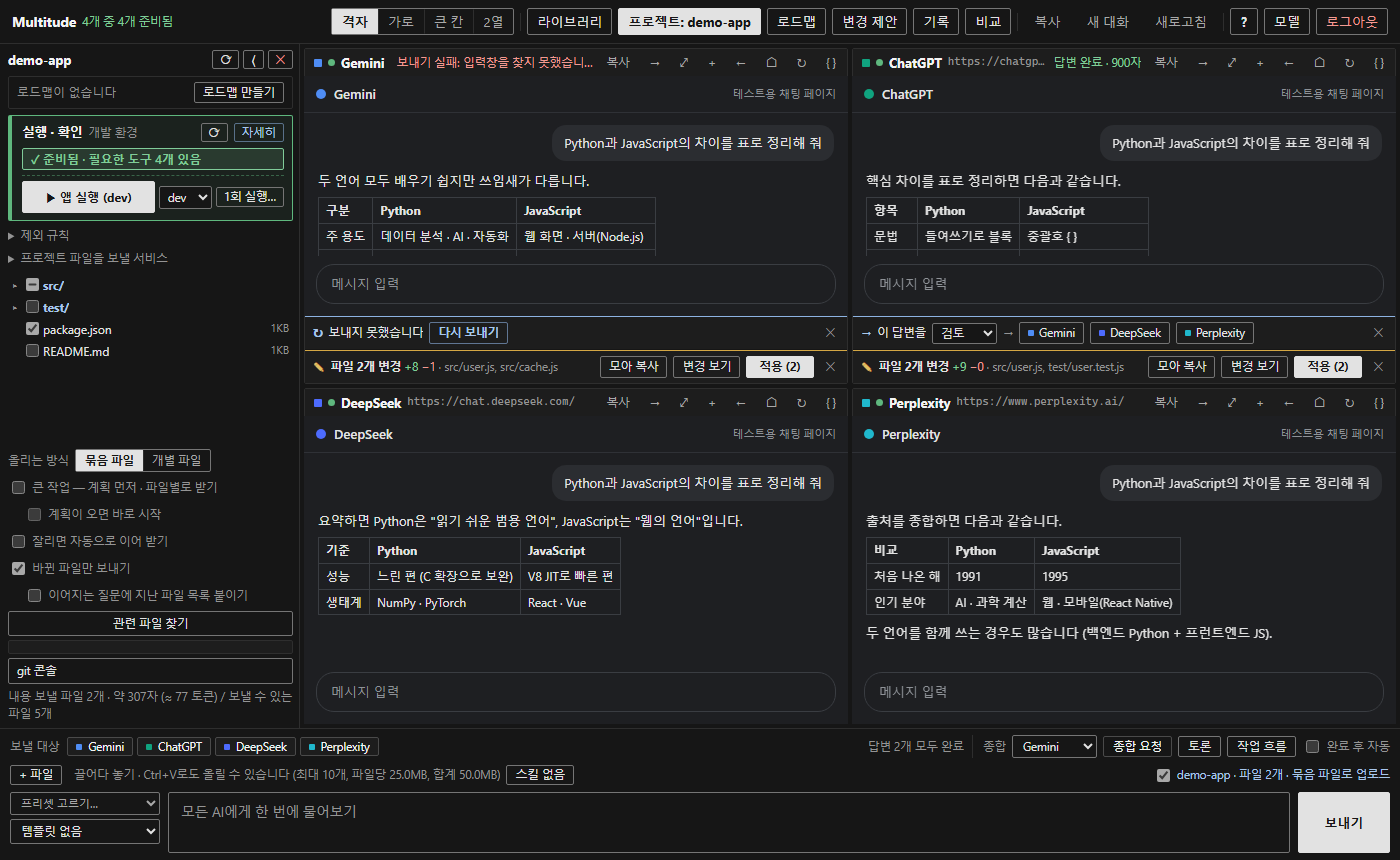 Multitude 4개 중 4개 준비됨 격자 가로 큰 칸 2열 라이브러리 프로젝트: demo-app 로드맵 변경 제안 기록 비교 복사 새 대화 새로고침 ? 모델 로그아웃
demo-app
로드맵이 없습니다 로드맵 만들기
실행 · 확인 개발 환경 자세히
✓ 준비됨 · 필요한 도구 4개 있음
▶ 앱 실행 (dev) dev 1회 실행...
▶ 제외 규칙
▶ 프로젝트 파일을 보낼 서비스
src/
test/
package.json 1KB
README.md 1KB
올리는 방식 묶음 파일 개별 파일
큰 작업 — 계획 먼저 · 파일별로 받기
계획이 오면 바로 시작
잘리면 자동으로 이어 받기
바뀐 파일만 보내기
이어지는 질문에 지난 파일 목록 붙이기
관련 파일 찾기
git 콘솔
내용 보낼 파일 2개 · 약 307자 (≈ 77 토큰) / 보낼 수 있는
파일 5개
Gemini 보내기 실패: 입력창을 찾지 못했습니... 복사 → ⤢ + ← ↻ { }
Gemini 테스트용 채팅 페이지
Python과 JavaScript의 차이를 표로 정리해 줘
두 언어 모두 배우기 쉽지만 쓰임새가 다릅니다.
구분 Python JavaScript
주 용도 데이터 분석 · AI · 자동화 웹 화면 · 서버(Node.js)
메시지 입력
↻ 보내지 못했습니다 다시 보내기 ×
파일 2개 변경 +8 −1 · src/user.js, src/cache.js 모아 복사 변경 보기 적용 (2) ×
ChatGPT https://chatgp... 답변 완료 · 900자 복사 → ⤢ + ← ↻ { }
ChatGPT 테스트용 채팅 페이지
Python과 JavaScript의 차이를 표로 정리해 줘
핵심 차이를 표로 정리하면 다음과 같습니다.
항목 Python JavaScript
문법 들여쓰기로 블록 중괄호 { }
메시지 입력
→ 이 답변을 검토 → Gemini DeepSeek Perplexity ×
파일 2개 변경 +9 −0 · src/user.js, test/user.test.js 모아 복사 변경 보기 적용 (2) ×
DeepSeek https://chat.deepseek.com/ 복사 → ⤢ + ← ↻ { }
DeepSeek 테스트용 채팅 페이지
Python과 JavaScript의 차이를 표로 정리해 줘
요약하면 Python은 "읽기 쉬운 범용 언어", JavaScript는 "웹의 언어"입니다.
기준 Python JavaScript
성능 느린 편 (C 확장으로 보완) V8 JIT로 빠른 편
생태계 NumPy · PyTorch React · Vue
메시지 입력
Perplexity https://www.perplexity.ai/ 복사 → ⤢ + ← ↻ { }
Perplexity 테스트용 채팅 페이지
Python과 JavaScript의 차이를 표로 정리해 줘
출처를 종합하면 다음과 같습니다.
비교 Python JavaScript
처음 나온 해 1991 1995
인기 분야 AI · 과학 계산 웹 · 모바일(React Native)
두 언어를 함께 쓰는 경우도 많습니다 (백엔드 Python + 프런트엔드 JS).
메시지 입력
보낼 대상 Gemini ChatGPT DeepSeek Perplexity 답변 2개 모두 완료 종합 Gemini 종합 요청 토론 작업 흐름 완료 후 자동
+ 파일 끌어다 놓기 · Ctrl+V로도 올릴 수 있습니다 (최대 10개, 파일당 25.0MB, 합계 50.0MB) 스킬 없음 demo-app · 파일 2개 · 묶음 파일로 업로드
프리셋 고르기...
템플릿 없음
모든 AI에게 한 번에 물어보기
보내기